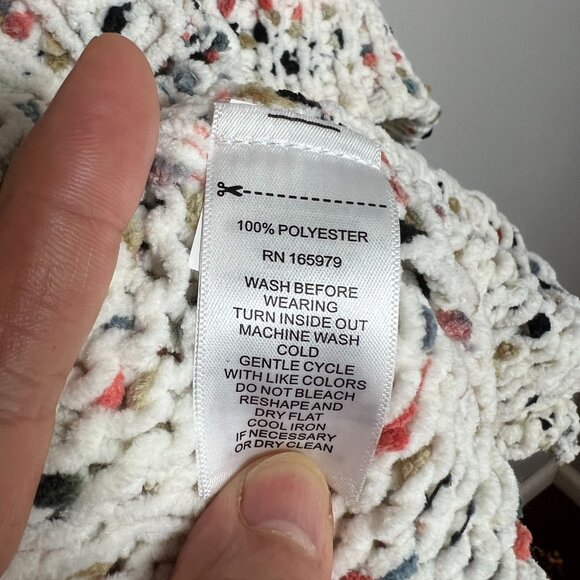 100% POLYESTER
RN 165979
WASH BEFORE
WEARING
TURN INSIDE OUT
MACHINE WASH
COLD
GENTLE CYCLE
WITH LIKE COLORS
DO NOT BLEACH
RESHAPE AND
DRY FLAT
COOL IRON
IF NECESSARY
OR DRY CLEAN